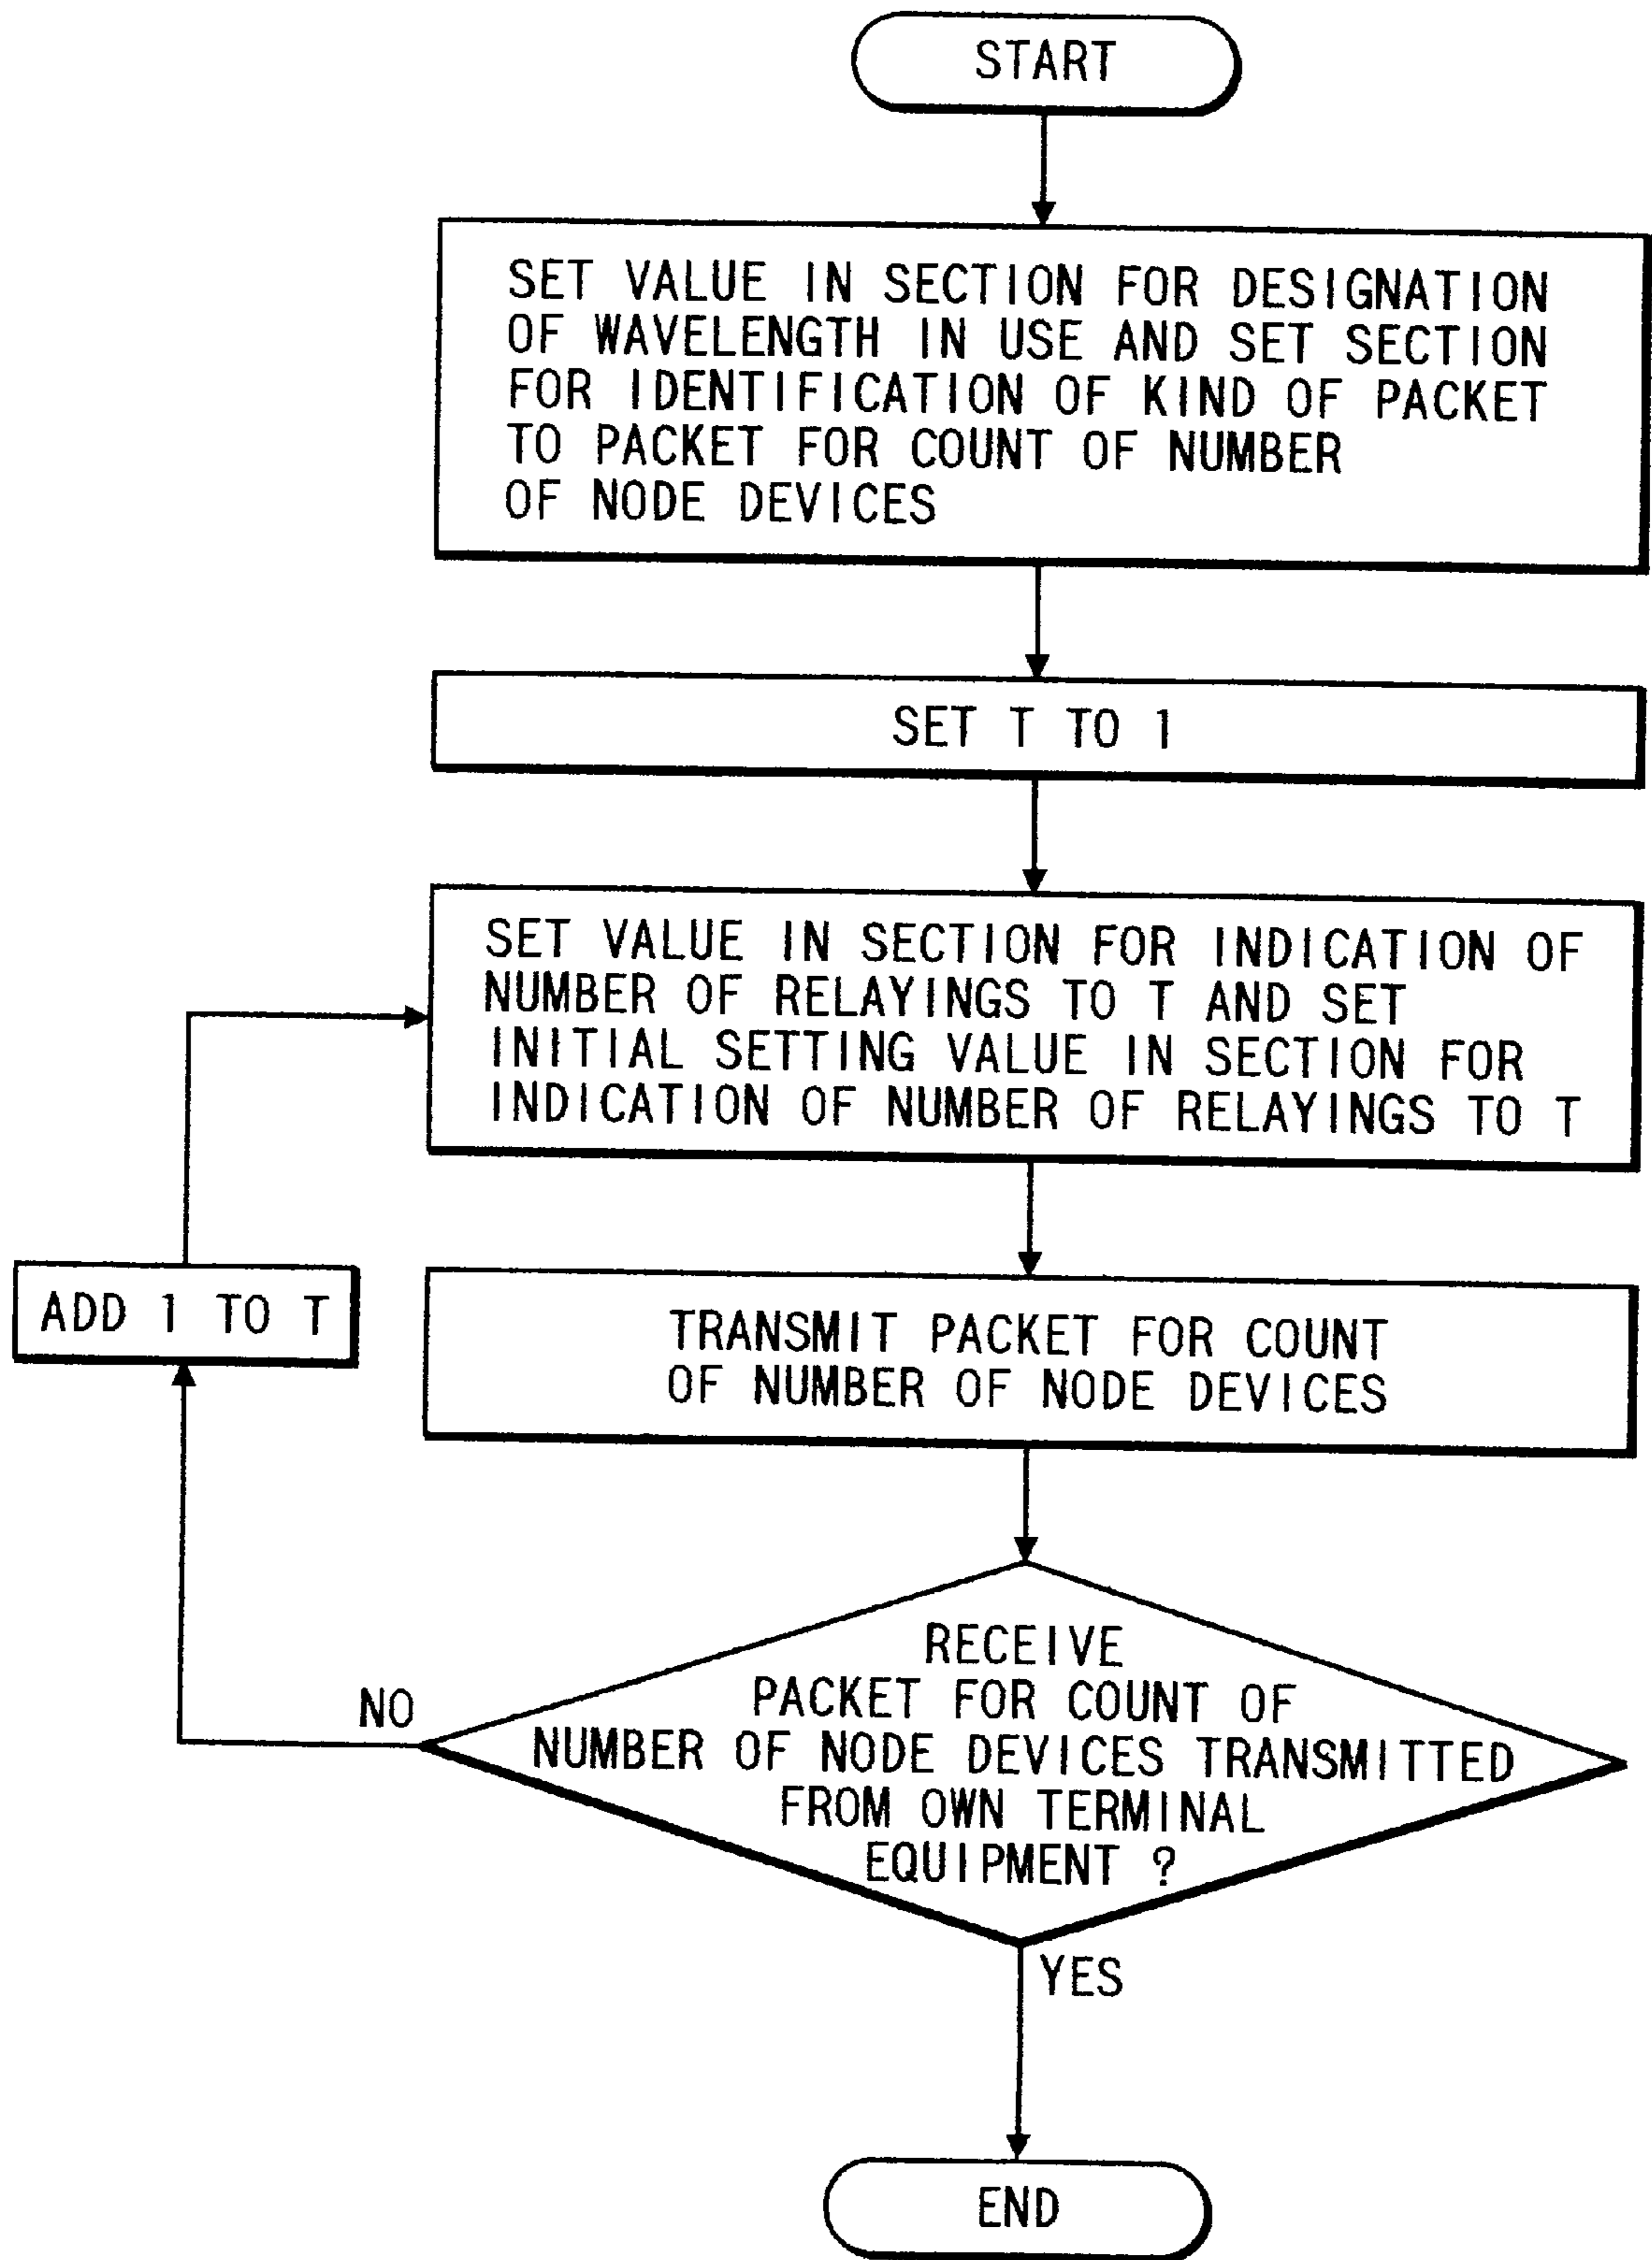 START
SET VALUE IN SECTION FOR DESIGNATION
OF WAVELENGTH IN USE AND SET SECTION
FOR IDENTIFICATION OF KIND OF PACKET
TO PACKET FOR COUNT OF NUMBER
OF NODE DEVICES
SET T TO 1
SET VALUE IN SECTION FOR INDICATION OF
NUMBER OF RELAYINGS TO T AND SET
INITIAL SETTING VALUE IN SECTION FOR
INDICATION OF NUMBER OF RELAYINGS TO T
ADD 1 TO T
TRANSMIT PACKET FOR COUNT
OF NUMBER OF NODE DEVICES
RECEIVE
PACKET FOR COUNT OF
NUMBER OF NODE DEVICES TRANSMITTED
FROM OWN TERMINAL
EQUIPMENT ?
NO
YES
END